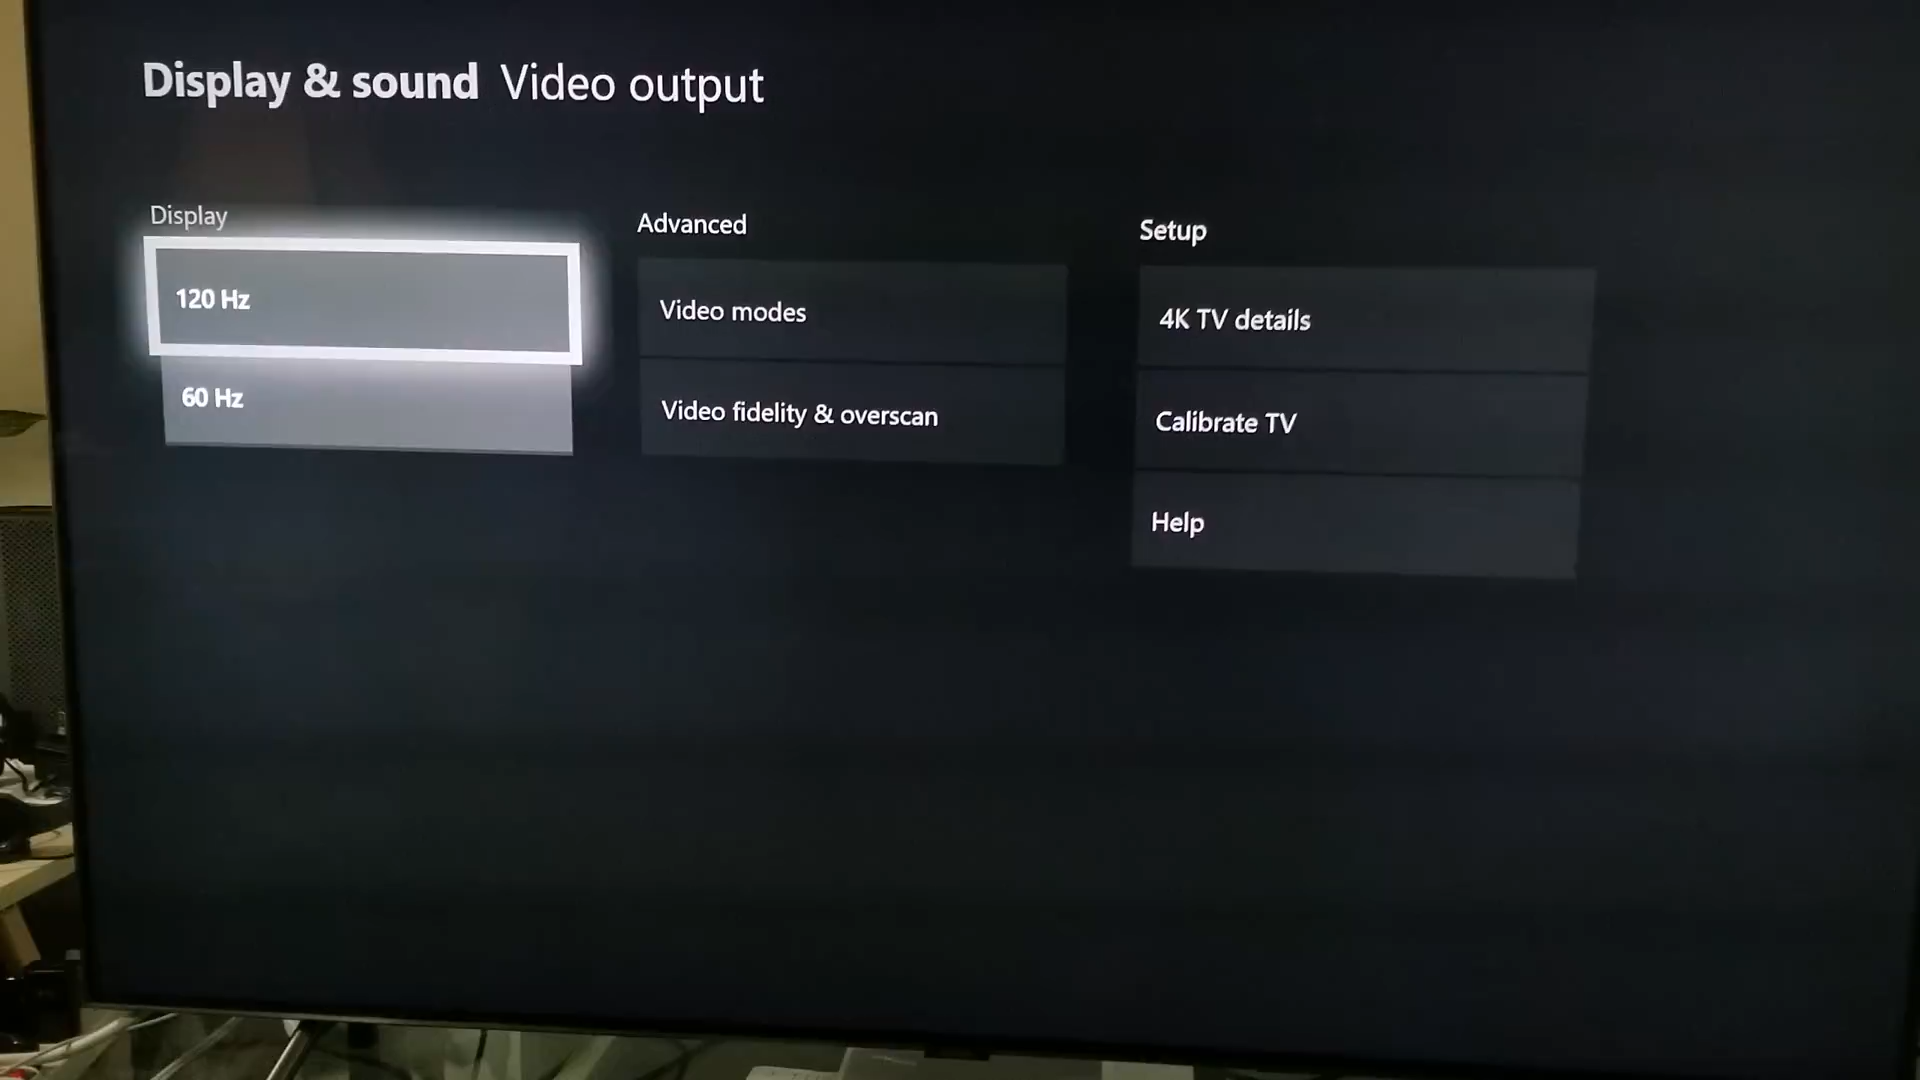 Display & sound Video output
Display
120 Hz
60 Hz
Advanced
Video modes
Video fidelity & overscan
Setup
4K TV details
Calibrate TV
Help